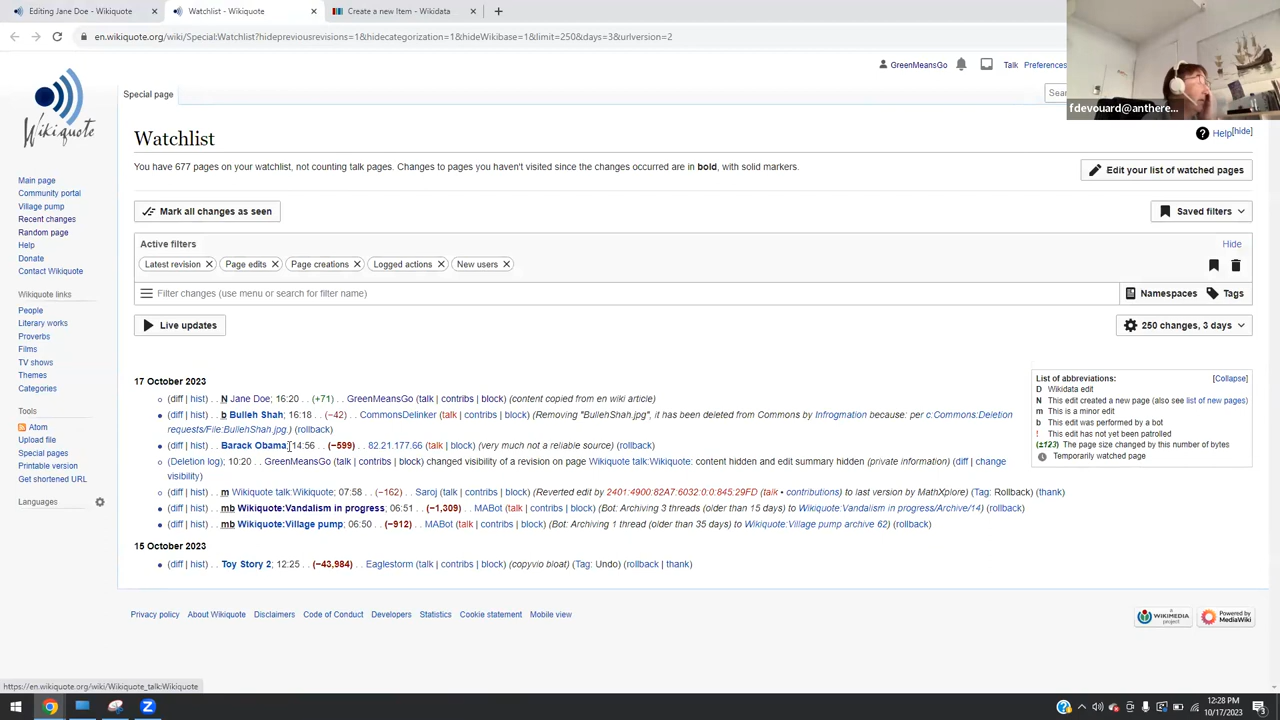 Editing Jane Doe - Wikiquote
Watchlist - Wikiquote
Create a new Item - Wikidata
en.wikiquote.org/wiki/Special:Watchlist?hidepreviousrevisions=1&hidecategorization=1&hideWikibase=1&limit=250&days=3&urlversion=2
GreenMeansGo Talk Preferences
Special page
Sear
fdevouard@anthere...
Wikiquote
Watchlist
Help [hide]
You have 677 pages on your watchlist, not counting talk pages. Changes to pages you haven't visited since the changes occurred are in bold, with solid markers.
Edit your list of watched pages
Mark all changes as seen
Saved filters
Active filters
Hide
Latest revision Page edits Page creations Logged actions New users
Filter changes (use menu or search for filter name)
Namespaces Tags
Live updates
250 changes, 3 days
Main page
Community portal
Village pump
Recent changes
Random page
Help
Donate
Contact Wikiquote
Wikiquote links
People
Literary works
Proverbs
Films
TV shows
Themes
Categories
Tools
Atom
Upload file
Special pages
Printable version
Get shortened URL
Languages
17 October 2023
(diff | hist) . . N Jane Doe; 16:20 . . (+71) . . GreenMeansGo (talk | contribs | block) (content copied from en wiki article)
(diff | hist) . . b Bulleh Shah; 16:18 . . (−42) . . CommonsDelinker (talk | contribs | block) (Removing "BullehShah.jpg", it has been deleted from Commons by Infrogmation because: per c:Commons:Deletion
requests/File:BullehShah.jpg.) (rollback)
(diff | hist) . . Barack Obama; 14:56 . . (−599) . . 82.21.177.66 (talk | block) (very much not a reliable source) (rollback)
(Deletion log); 10:20 . . GreenMeansGo (talk | contribs | block) changed visibility of a revision on page Wikiquote talk:Wikiquote: content hidden and edit summary hidden (private information) (diff | change
visibility)
(diff | hist) . . m Wikiquote talk:Wikiquote; 07:58 . . (−162) . . Saroj (talk | contribs | block) (Reverted edit by 2401:4900:82A7:6032:0:0:845:29FD (talk • contributions) to last version by MathXplore) (Tag: Rollback) (thank)
(diff | hist) . . mb Wikiquote:Vandalism in progress; 06:51 . . (−1,309) . . MABot (talk | contribs | block) (Bot: Archiving 3 threads (older than 15 days) to Wikiquote:Vandalism in progress/Archive/14) (rollback)
(diff | hist) . . mb Wikiquote:Village pump; 06:50 . . (−912) . . MABot (talk | contribs | block) (Bot: Archiving 1 thread (older than 35 days) to Wikiquote:Village pump archive 62) (rollback)
15 October 2023
(diff | hist) . . Toy Story 2; 12:25 . . (−43,984) . . Eaglestorm (talk | contribs | block) (copyvio bloat) (Tag: Undo) (rollback | thank)
List of abbreviations: [Collapse]
D Wikidata edit
N This edit created a new page (also see list of new pages)
m This is a minor edit
b This edit was performed by a bot
! This edit has not yet been patrolled
(±123) The page size changed by this number of bytes
Temporarily watched page
Privacy policy About Wikiquote Disclaimers Code of Conduct Developers Statistics Cookie statement Mobile view
WIKIMEDIA project
Powered by MediaWiki
https://en.wikiquote.org/wiki/Wikiquote_talk:Wikiquote
12:28 PM
10/17/2023
3